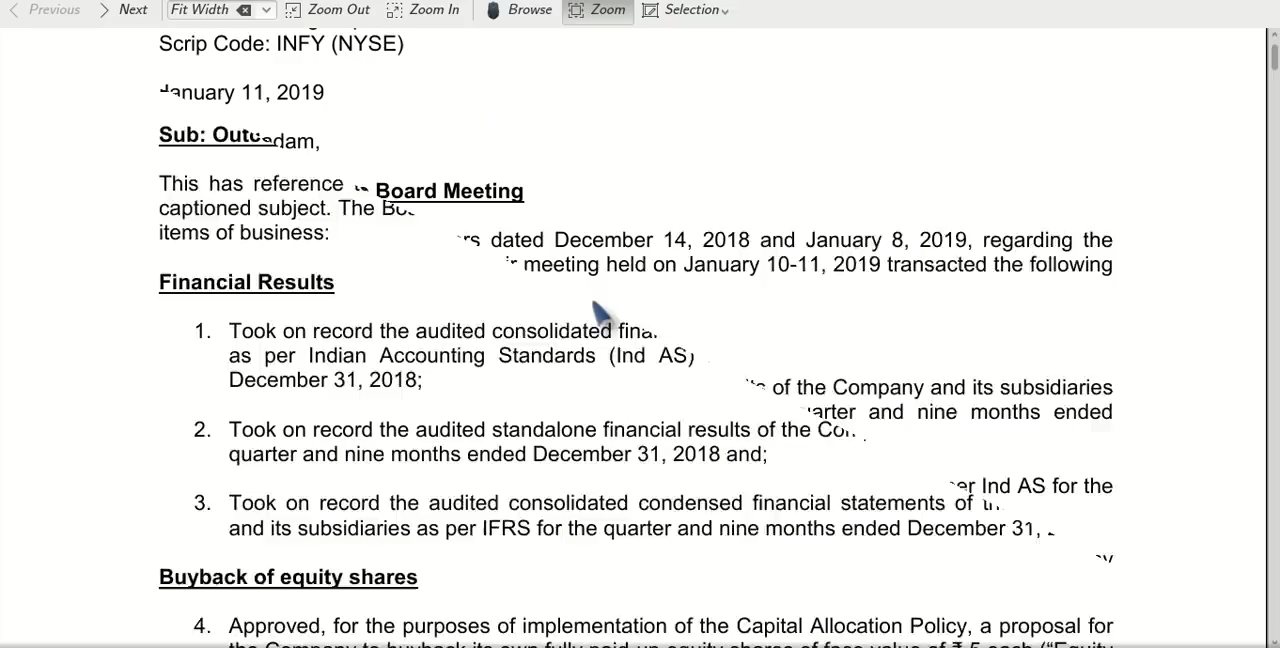 Previous Next Fit Width Zoom Out Zoom In Browse Zoom Selection
Scrip Code: INFY (NYSE)
January 11, 2019
Sub:
This has reference
Board Meeting
captioned subject. The
items of business:
dated December 14, 2018 and January 8, 2019, regarding the
meeting held on January 10-11, 2019 transacted the following
Financial Results
1. Took on record the audited consolidated
as per Indian Accounting Standards (Ind AS)
December 31, 2018;
of the Company and its subsidiaries
and nine months ended
2. Took on record the audited standalone financial results of the
quarter and nine months ended December 31, 2018 and;
Ind AS for the
3. Took on record the audited consolidated condensed financial statements of
and its subsidiaries as per IFRS for the quarter and nine months ended December 31,
Buyback of equity shares
4. Approved, for the purposes of implementation of the Capital Allocation Policy, a proposal for